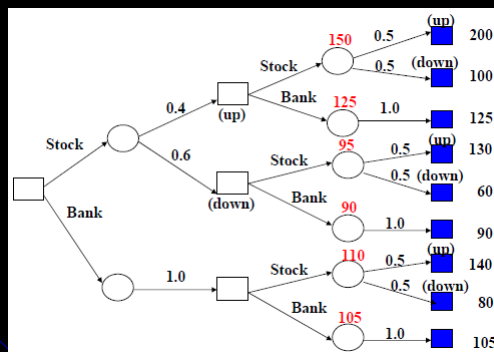 (up)
150 0.5 200
0.5 (down)
Stock 100
0.4 Bank 125 1.0 125
(up) (up)
Stock 95 0.5 130
0.6 Stock 0.5 (down)
60
(down) Bank 90 1.0 90
Bank (up)
110 0.5 140
Stock 0.5 (down)
1.0 80
Bank 105 1.0 105